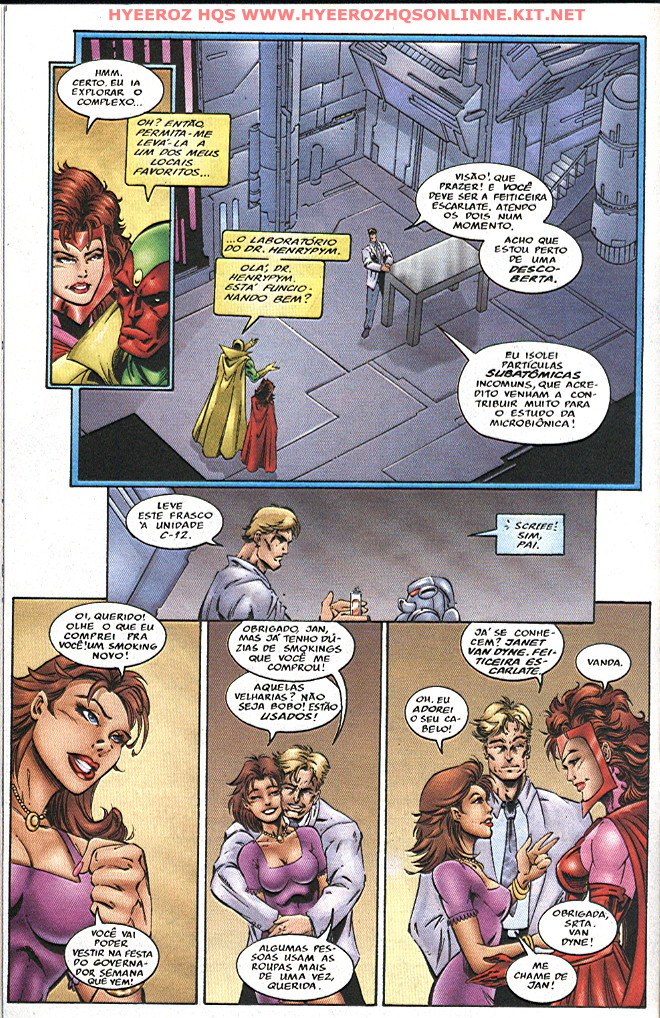 HYEEROZ HQS WWW.HYEEROZHQSONLINNE.KIT.NET
HMM.
CERTO. EU IA
EXPLORAR O
COMPLEXO...
OH? ENTÃO,
PERMITA-ME
LEVÁ-LA A
UM DOS MEUS
LOCAIS
FAVORITOS...
...O LABORATÓRIO
DO DR. HENRYPYM.
OLÁ, DR.
HENRYPYM.
ESTÁ FUNCIO-
NANDO BEM?
VISÃO! QUE
PRAZER! E VOCÊ
DEVE SER A FEITICEIRA
ESCARLATE. ATENDO
OS DOIS NUM
MOMENTO.
ACHO QUE
ESTOU PERTO
DE UMA
DESCO-
BERTA.
EU ISOLEI
PARTÍCULAS
SUBATÔMICAS
INCOMUNS, QUE ACRE-
DITO VENHAM A CON-
TRIBUIR MUITO PARA
O ESTUDO DA
MICROBIÔNICA!
LEVE
ESTE FRASCO
À UNIDADE
C-12.
SCREEE!
SIM,
PAI.
OI, QUERIDO!
OLHE O QUE EU
COMPREI PRA
VOCÊ! UM SMOKING
NOVO!
VOCÊ VAI
PODER
VESTIR NA FESTA
DO GOVERNA-
DOR SEMANA
QUE VEM!
OBRIGADO, JAN,
MAS JÁ TENHO DÚ-
ZIAS DE SMOKINGS
QUE VOCÊ ME
COMPROU!
AQUELAS
VELHARIAS? NÃO
SEJA BOBO! ESTÃO
USADOS!
ALGUMAS PES-
SOAS USAM AS
ROUPAS MAIS
DE UMA VEZ,
QUERIDA.
JÁ SE CONHE-
CEM? JANET
VAN DYNE. FEI-
TICEIRA ES-
CARLATE.
VANDA.
OH. EU
ADOREI
O SEU CA-
BELO!
OBRIGADA,
SRTA.
VAN
DYNE!
ME
CHAME DE
JAN!